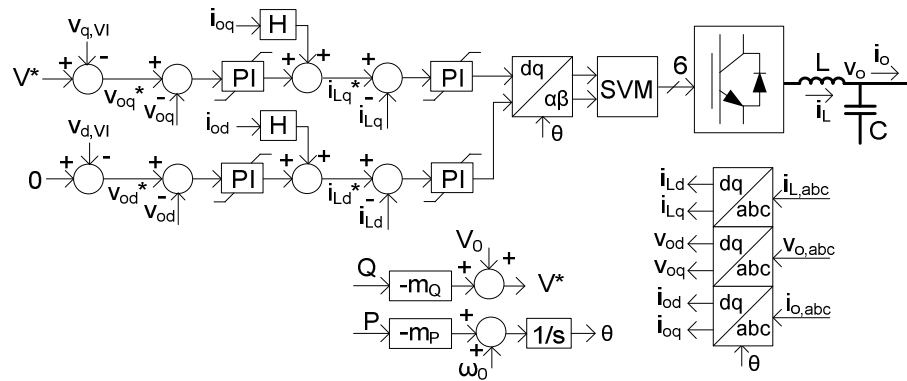 v_q,VI
i_oq
H
V*
+
-
+
v_oq*
-
v_oq
PI
+
+
i_Lq*
+
-
i_Lq
PI
dq
αβ
θ
SVM
6
L
v_o
i_o
i_L
C
v_d,VI
i_od
H
0
+
-
+
v_od*
-
v_od
PI
+
+
i_Ld*
+
-
i_Ld
PI
i_Ld
i_Lq
dq
abc
i_L,abc
v_od
v_oq
dq
abc
v_o,abc
i_od
i_oq
dq
abc
i_o,abc
θ
V_0
Q
-m_Q
+
+
V*
P
-m_P
+
+
ω_0
1/s
θ